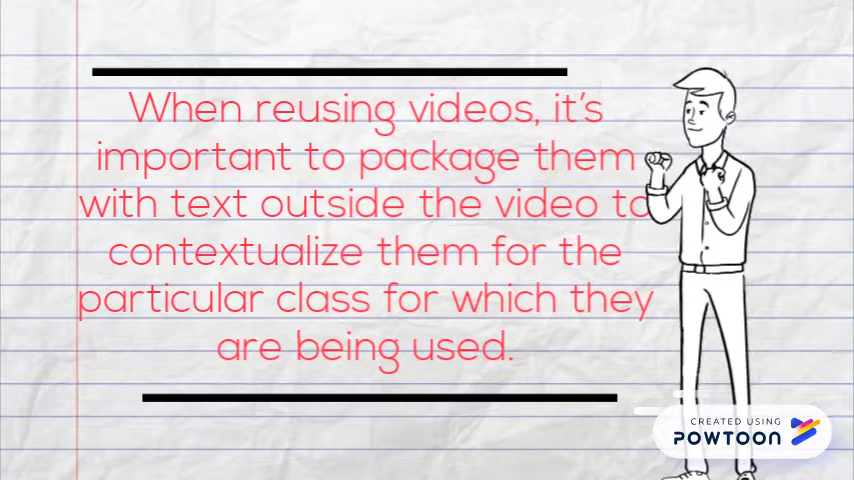 When reusing videos, it's
important to package them
with text outside the video to
contextualize them for the
particular class for which they
are being used.
CREATED USING
POWTOON